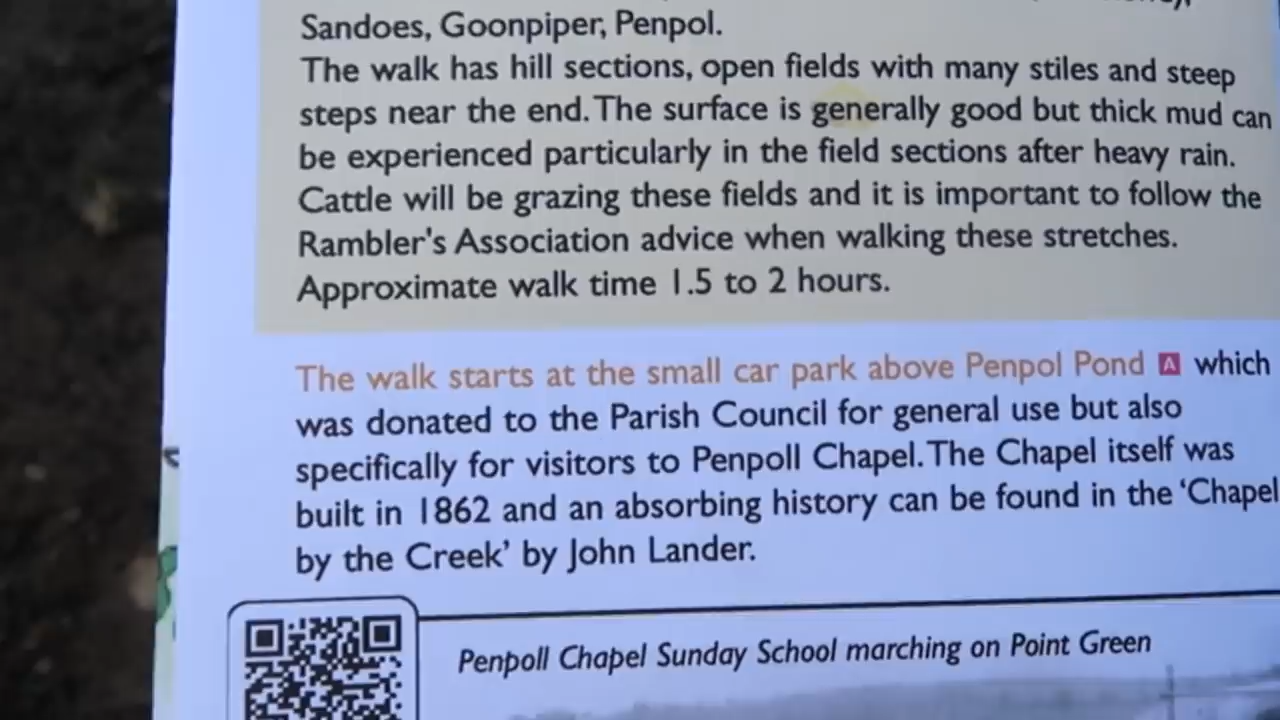 Sandoes, Goonpiper, Penpol.
The walk has hill sections, open fields with many stiles and steep
steps near the end. The surface is generally good but thick mud can
be experienced particularly in the field sections after heavy rain.
Cattle will be grazing these fields and it is important to follow the
Rambler's Association advice when walking these stretches.
Approximate walk time 1.5 to 2 hours.
The walk starts at the small car park above Penpol Pond A which
was donated to the Parish Council for general use but also
specifically for visitors to Penpoll Chapel. The Chapel itself was
built in 1862 and an absorbing history can be found in the ‘Chapel
by the Creek’ by John Lander.
Penpoll Chapel Sunday School marching on Point Green